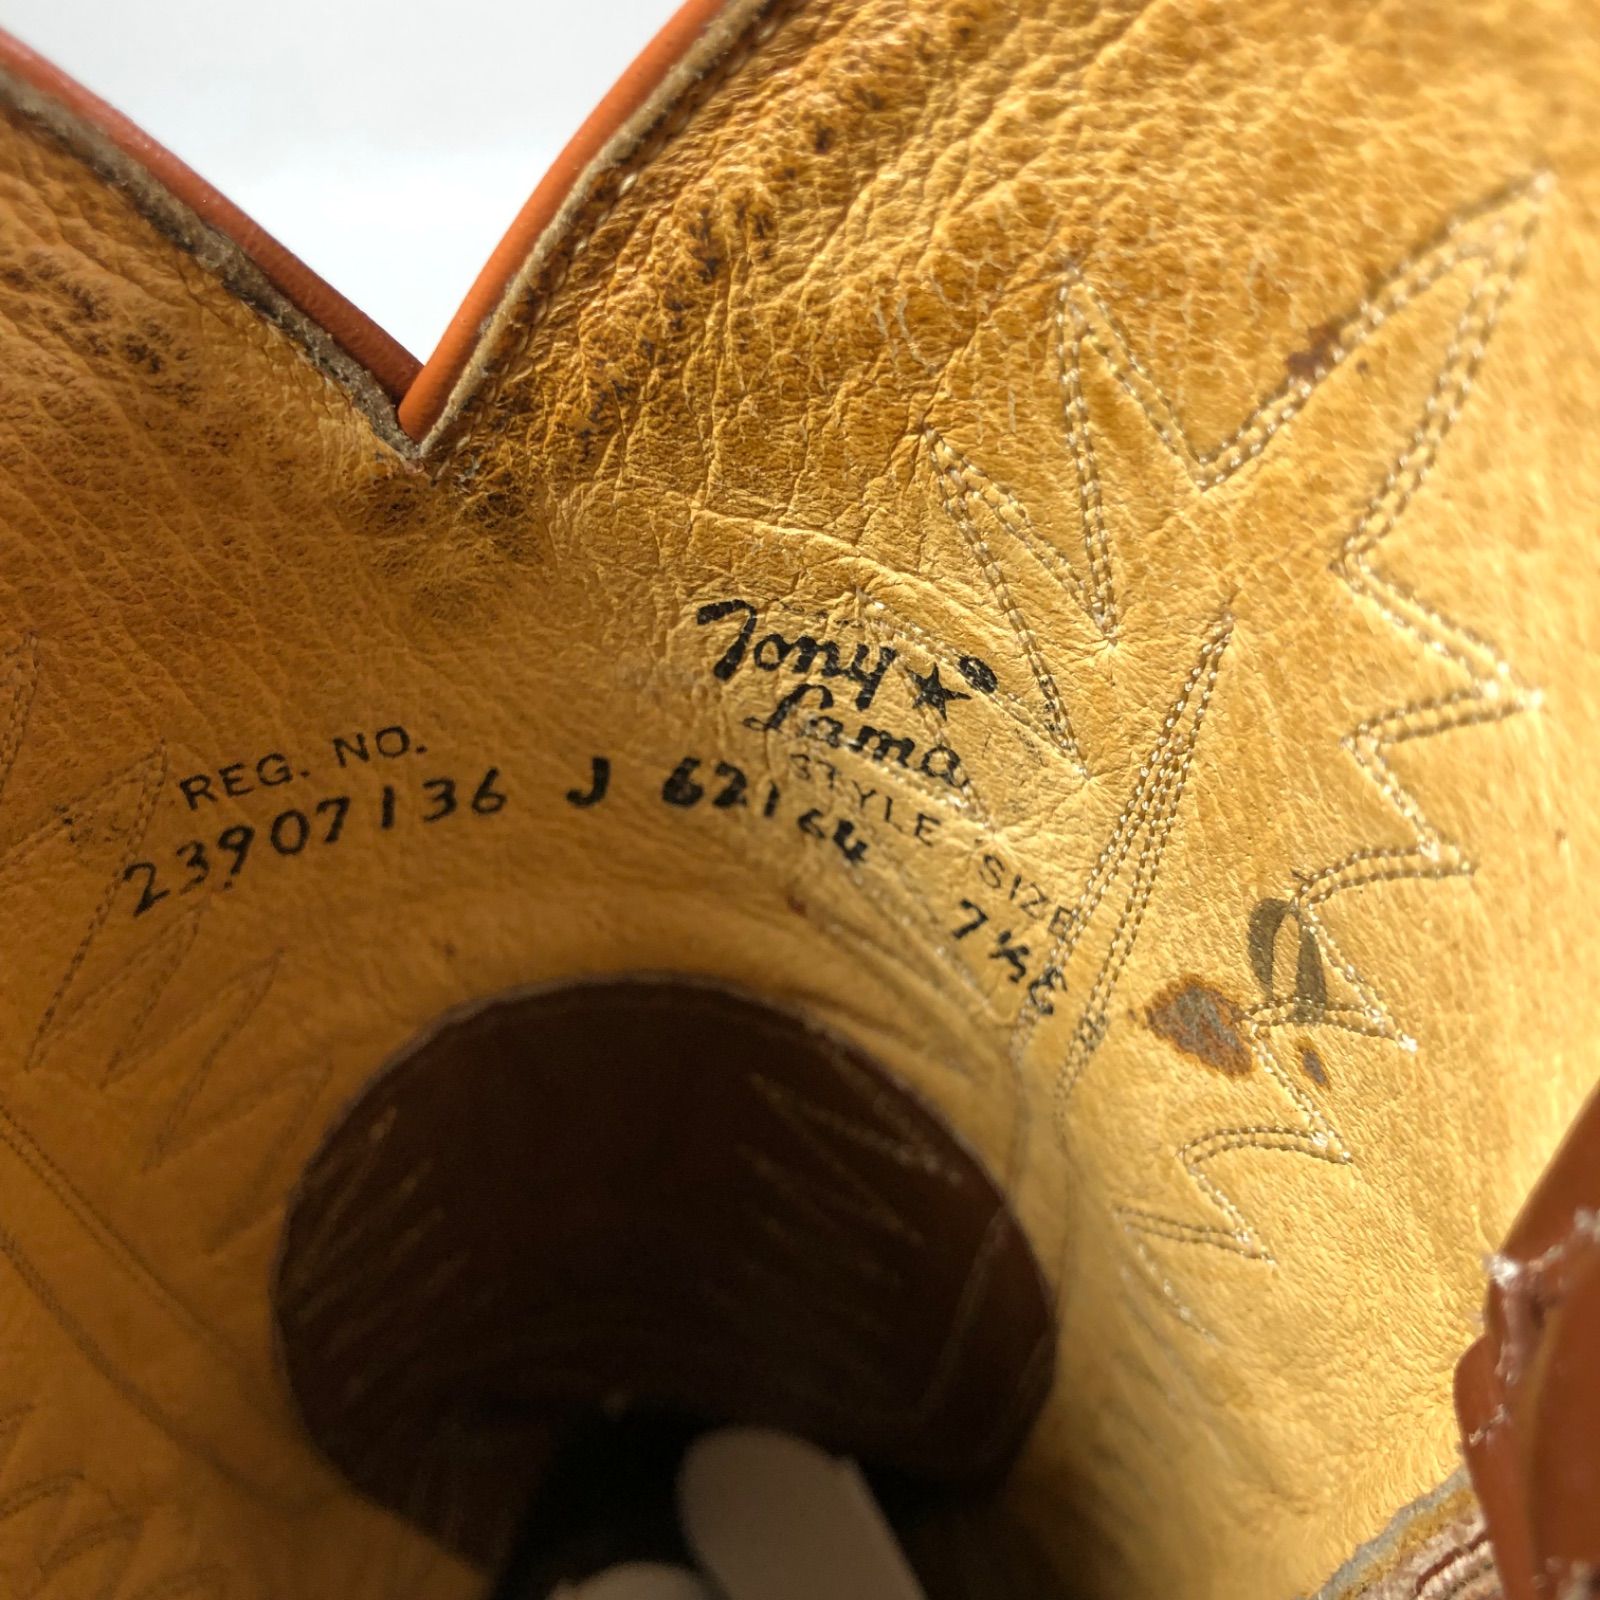 Tony★
Lama®
REG. NO. STYLE SIZE
23907136 J 62164 7½E